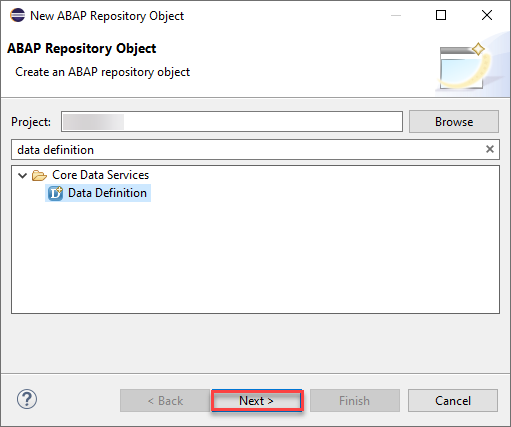 New ABAP Repository Object
ABAP Repository Object
Create an ABAP repository object
Project:
Browse
data definition
Core Data Services
Data Definition
< Back
Next >
Finish
Cancel